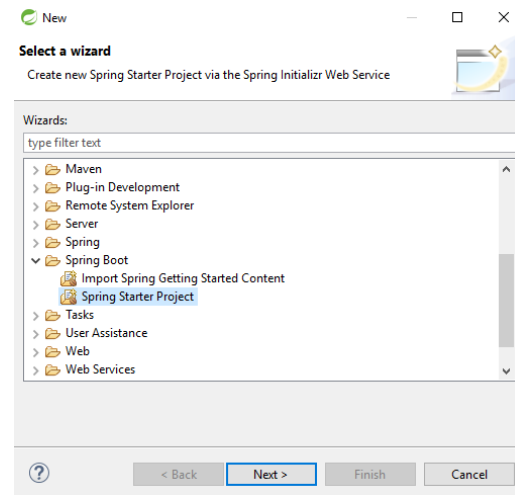 New
Select a wizard
Create new Spring Starter Project via the Spring Initializr Web Service
Wizards:
type filter text
Maven
Plug-in Development
Remote System Explorer
Server
Spring
Spring Boot
Import Spring Getting Started Content
Spring Starter Project
Tasks
User Assistance
Web
Web Services
? < Back Next > Finish Cancel